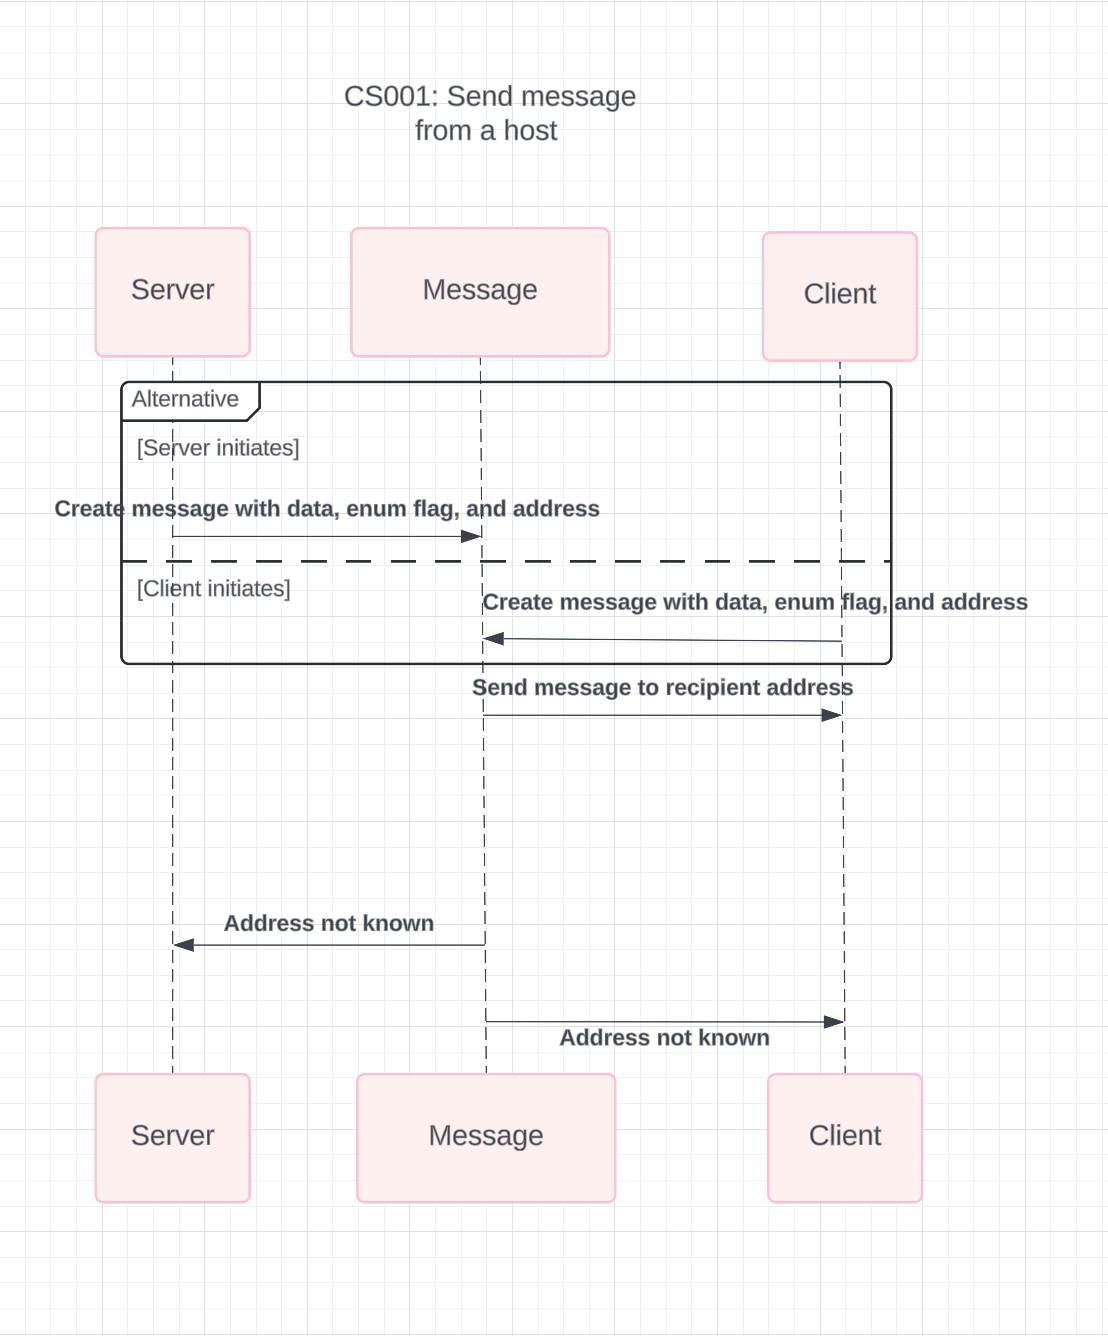 CS001: Send message
from a host
Server
Message
Client
Alternative
[Server initiates]
Create message with data, enum flag, and address
[Client initiates]
Create message with data, enum flag, and address
Send message to recipient address
Address not known
Address not known
Server
Message
Client